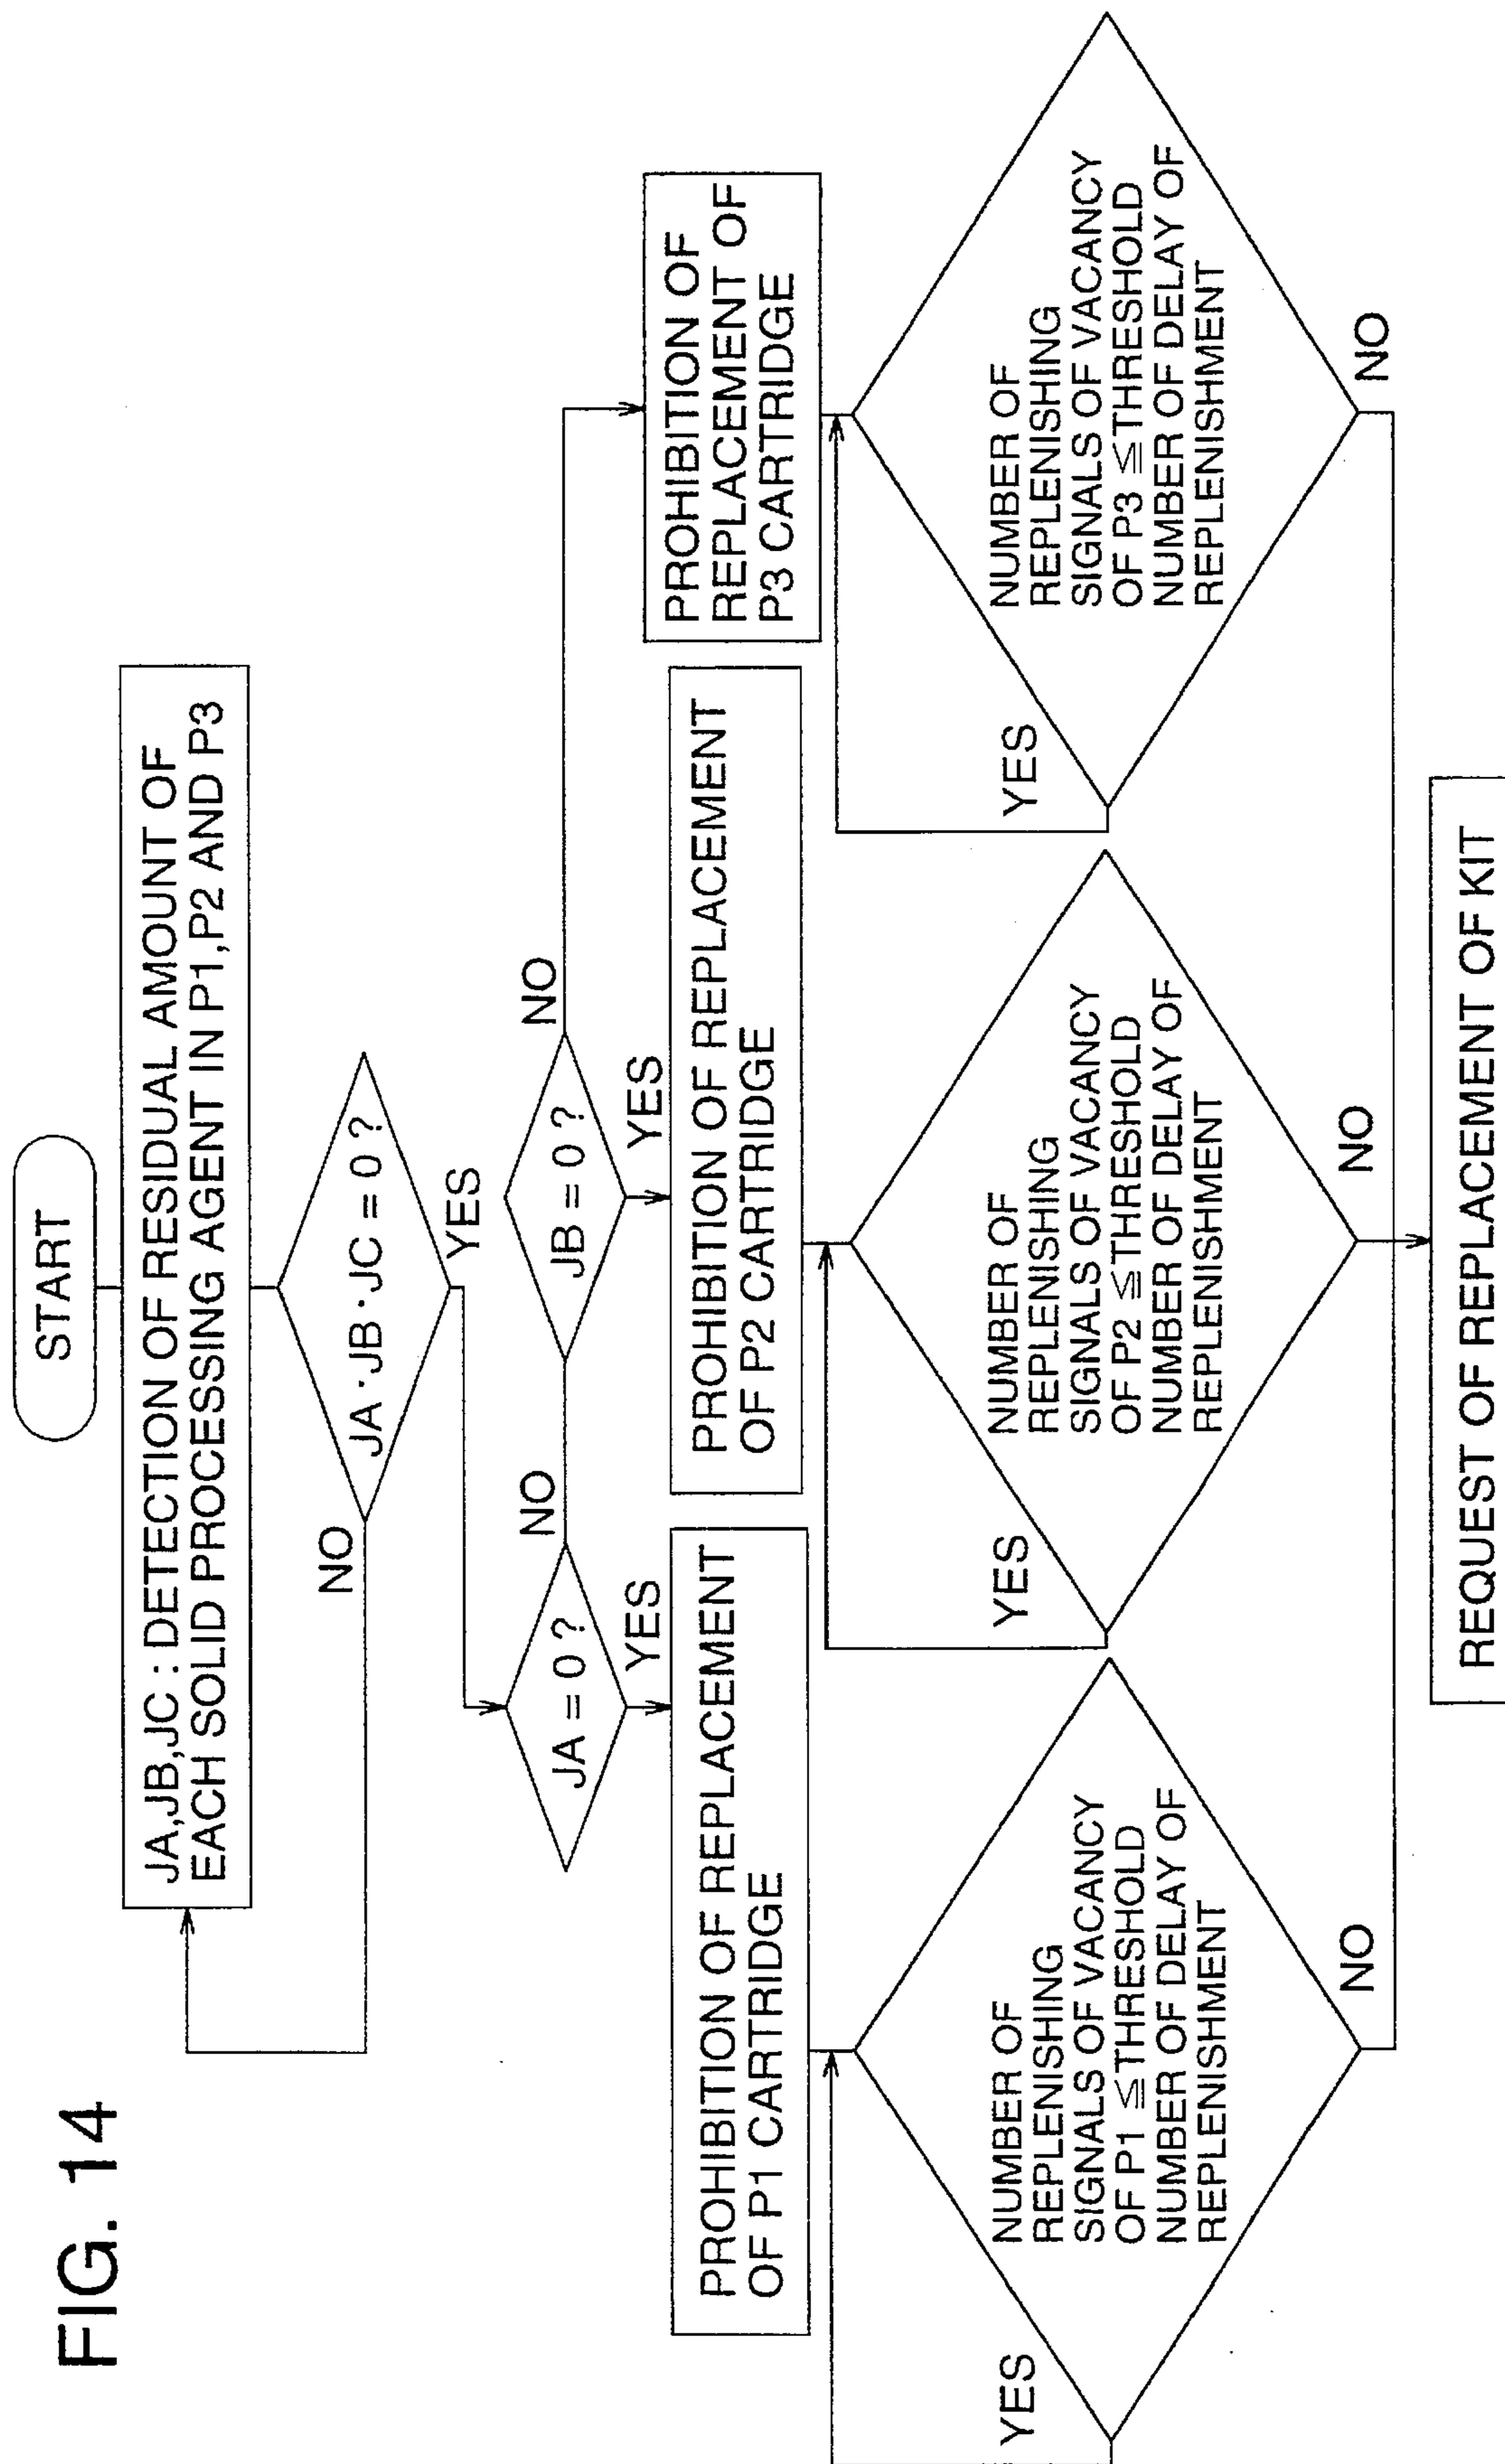 FIG. 14
START
JA,JB,JC : DETECTION OF RESIDUAL AMOUNT OF
EACH SOLID PROCESSING AGENT IN P1,P2 AND P3
JA · JB · JC = 0 ?
NO
YES
JA = 0 ?
NO
YES
JB = 0 ?
NO
YES
PROHIBITION OF REPLACEMENT
OF P1 CARTRIDGE
PROHIBITION OF REPLACEMENT
OF P2 CARTRIDGE
PROHIBITION OF
REPLACEMENT OF
P3 CARTRIDGE
YES
NUMBER OF
REPLENISHING
SIGNALS OF VACANCY
OF P1 ≦ THRESHOLD
NUMBER OF DELAY OF
REPLENISHMENT
NO
YES
NUMBER OF
REPLENISHING
SIGNALS OF VACANCY
OF P2 ≦ THRESHOLD
NUMBER OF DELAY OF
REPLENISHMENT
NO
YES
NUMBER OF
REPLENISHING
SIGNALS OF VACANCY
OF P3 ≦ THRESHOLD
NUMBER OF DELAY OF
REPLENISHMENT
NO
REQUEST OF REPLACEMENT OF KIT